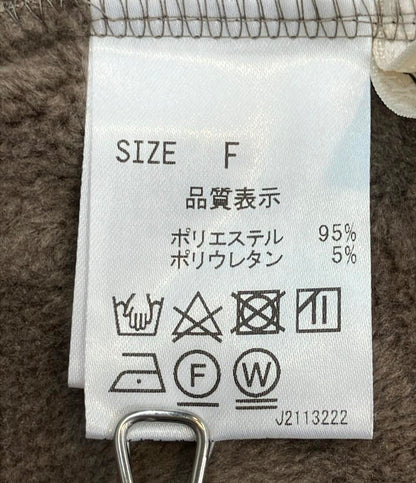 SIZE F
品質表示
ポリエステル 95%
ポリウレタン 5%
F W
J2113222